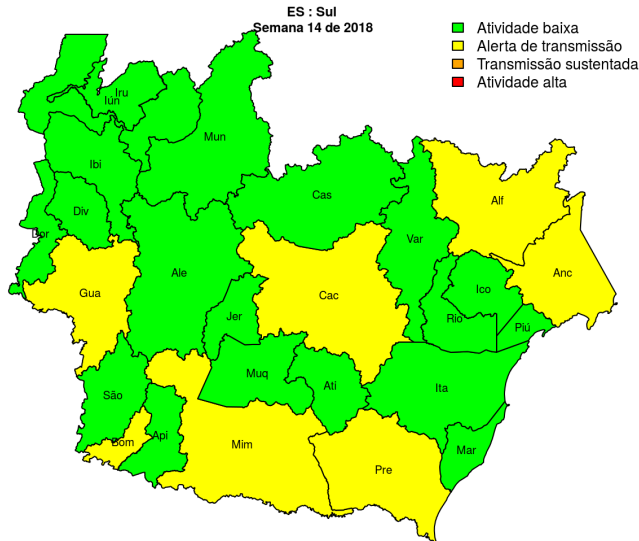 ES : Sul
Semana 14 de 2018
Atividade baixa
Alerta de transmissão
Transmissão sustentada
Atividade alta
Iru
Iún
Mun
Ibi
Cas
Alf
Div
Dor
Var
Ale
Anc
Gua
Cac
Ico
Jer
Rio
Piú
Muq
Ati
Ita
São
Api
Bom
Mim
Mar
Pre